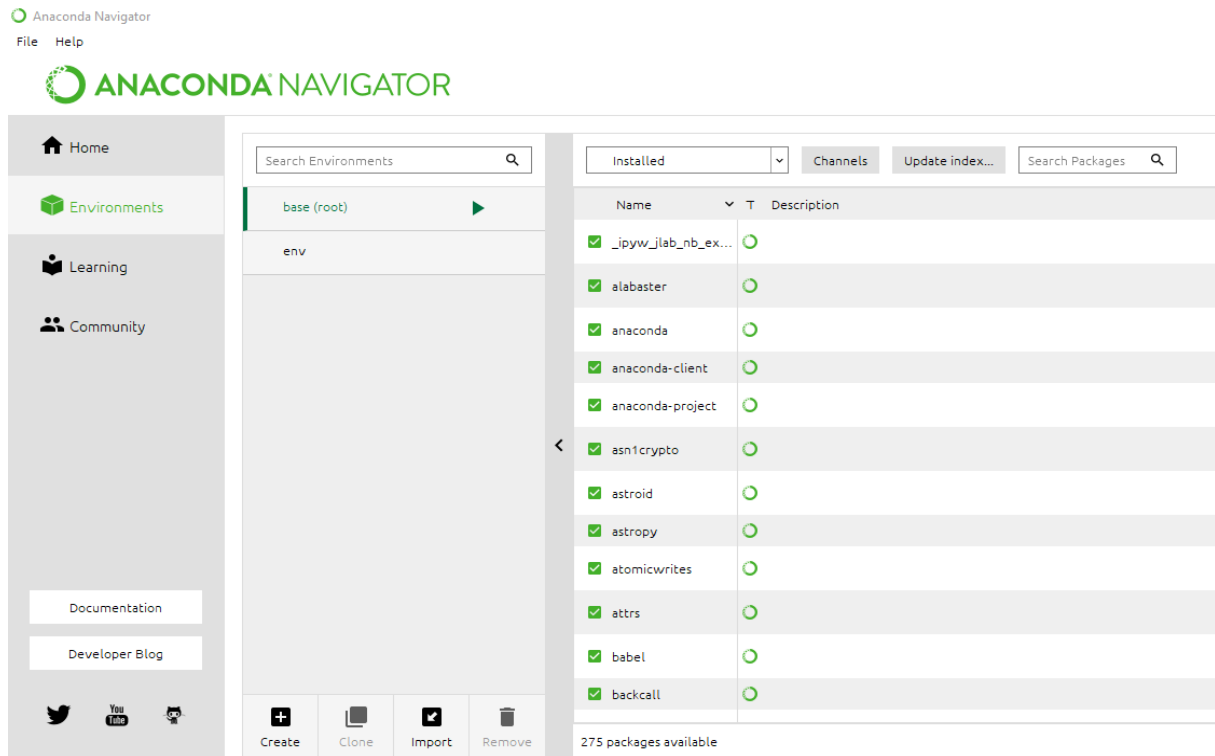 Anaconda Navigator
File Help
ANACONDA NAVIGATOR
Home
Environments
Learning
Community
Documentation
Developer Blog
You
Tube
Search Environments
base (root)
env
Create Clone Import Remove
Installed Channels Update index... Search Packages
Name T Description
_ipyw_jlab_nb_ex...
alabaster
anaconda
anaconda-client
anaconda-project
asn1crypto
astroid
astropy
atomicwrites
attrs
babel
backcall
275 packages available